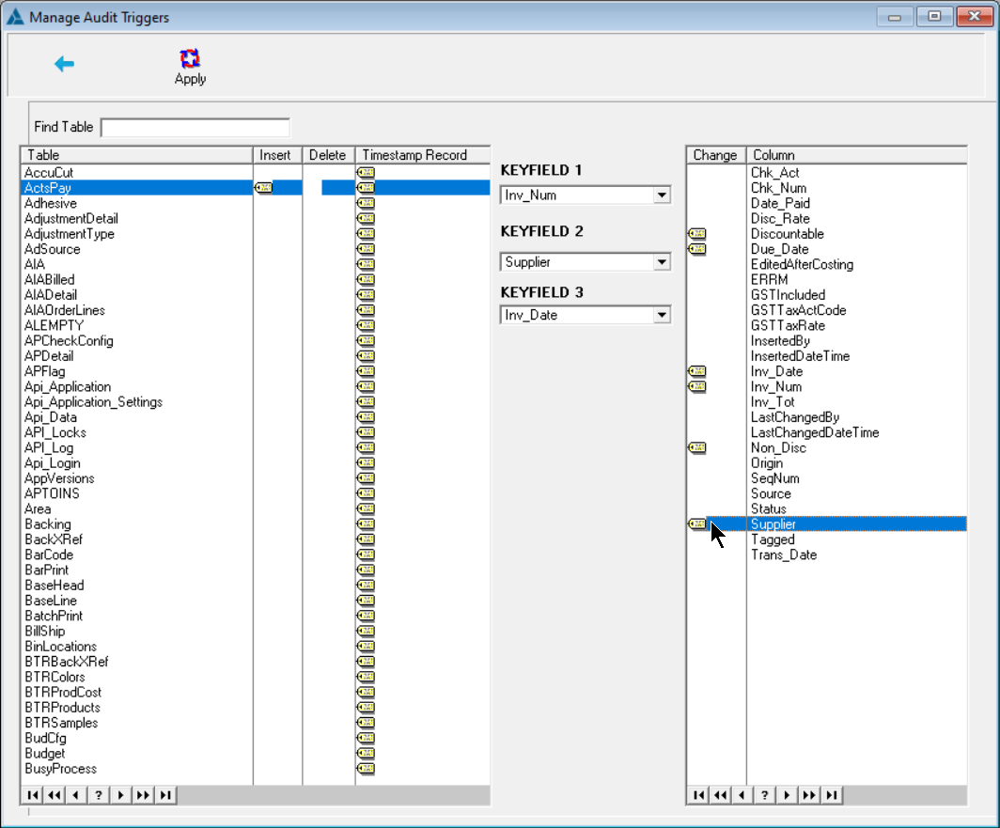 Manage Audit Triggers
Apply
Find Table
Table Insert Delete Timestamp Record
AccuCut
ActsPay
Adhesive
AdjustmentDetail
AdjustmentType
AdSource
AIA
AIABilled
AIADetail
AIAOrderLines
ALEMPTY
APCheckConfig
APDetail
APFlag
Api_Application
Api_Application_Settings
Api_Data
API_Locks
API_Log
Api_Login
AppVersions
APTOINS
Area
Backing
BackXRef
BarCode
BarPrint
BaseHead
BaseLine
BatchPrint
BillShip
BinLocations
BTRBackXRef
BTRColors
BTRProdCost
BTRProducts
BTRSamples
BudCfg
Budget
BusyProcess
KEYFIELD 1
Inv_Num
KEYFIELD 2
Supplier
KEYFIELD 3
Inv_Date
Change Column
Chk_Act
Chk_Num
Date_Paid
Disc_Rate
Discountable
Due_Date
EditedAfterCosting
ERRM
GSTIncluded
GSTTaxActCode
GSTTaxRate
InsertedBy
InsertedDateTime
Inv_Date
Inv_Num
Inv_Tot
LastChangedBy
LastChangedDateTime
Non_Disc
Origin
SeqNum
Source
Status
Supplier
Tagged
Trans_Date